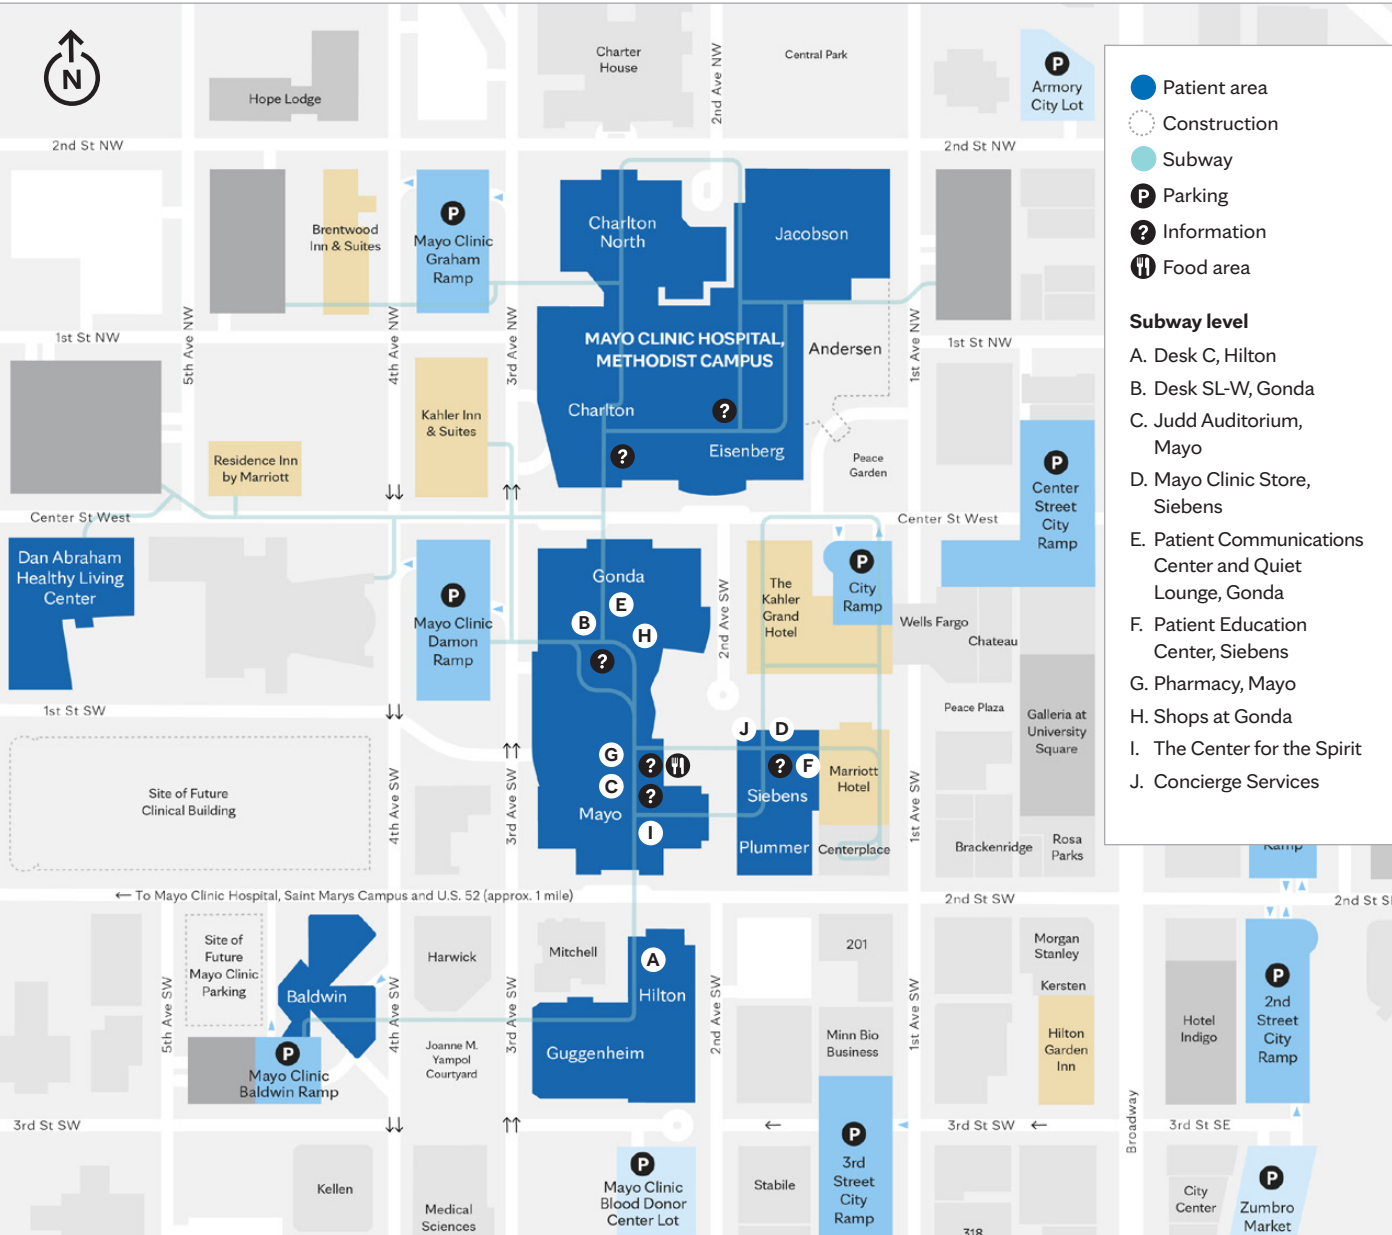 N
Hope Lodge
Charter
House
Central Park
2nd Ave NW
P
Armory
City Lot
2nd St NW
2nd St NW
Patient area
Construction
Subway
P Parking
? Information
Food area
Subway level
A. Desk C, Hilton
B. Desk SL-W, Gonda
C. Judd Auditorium,
Mayo
D. Mayo Clinic Store,
Siebens
E. Patient Communications
Center and Quiet
Lounge, Gonda
F. Patient Education
Center, Siebens
G. Pharmacy, Mayo
H. Shops at Gonda
I. The Center for the Spirit
J. Concierge Services
Brentwood
Inn & Suites
P
Mayo Clinic
Graham
Ramp
Charlton
North
Jacobson
5th Ave NW
4th Ave NW
3rd Ave NW
1st Ave NW
1st St NW
1st St NW
MAYO CLINIC HOSPITAL,
METHODIST CAMPUS
Andersen
Kahler Inn
& Suites
Charlton
?
?
Eisenberg
Peace
Garden
Residence Inn
by Marriott
P
Center
Street
City
Ramp
Center St West
Center St West
Dan Abraham
Healthy Living
Center
P
Mayo Clinic
Damon
Ramp
Gonda
E
B
H
?
2nd Ave SW
The
Kahler
Grand
Hotel
P
City
Ramp
Wells Fargo
Chateau
1st St SW
Peace Plaza
Galleria at
University
Square
J
D
G
?
?
F
C
?
Mayo
I
Siebens
Plummer
Marriott
Hotel
Centerplace
Site of Future
Clinical Building
4th Ave SW
3rd Ave SW
1st Ave SW
Brackenridge
Rosa
Parks
Ramp
← To Mayo Clinic Hospital, Saint Marys Campus and U.S. 52 (approx. 1 mile)
2nd St SW
2nd St SE
Site of
Future
Mayo Clinic
Parking
Baldwin
Harwick
Mitchell
A
Hilton
201
Morgan
Stanley
Kersten
5th Ave SW
4th Ave SW
3rd Ave SW
2nd Ave SW
1st Ave SW
P
Mayo Clinic
Baldwin Ramp
Joanne M.
Yampol
Courtyard
Guggenheim
Minn Bio
Business
Hilton
Garden
Inn
Hotel
Indigo
P
2nd
Street
City
Ramp
Broadway
3rd St SW
3rd St SW
3rd St SE
Kellen
Medical
Sciences
P
Mayo Clinic
Blood Donor
Center Lot
Stabile
P
3rd
Street
City
Ramp
318
City
Center
P
Zumbro
Market